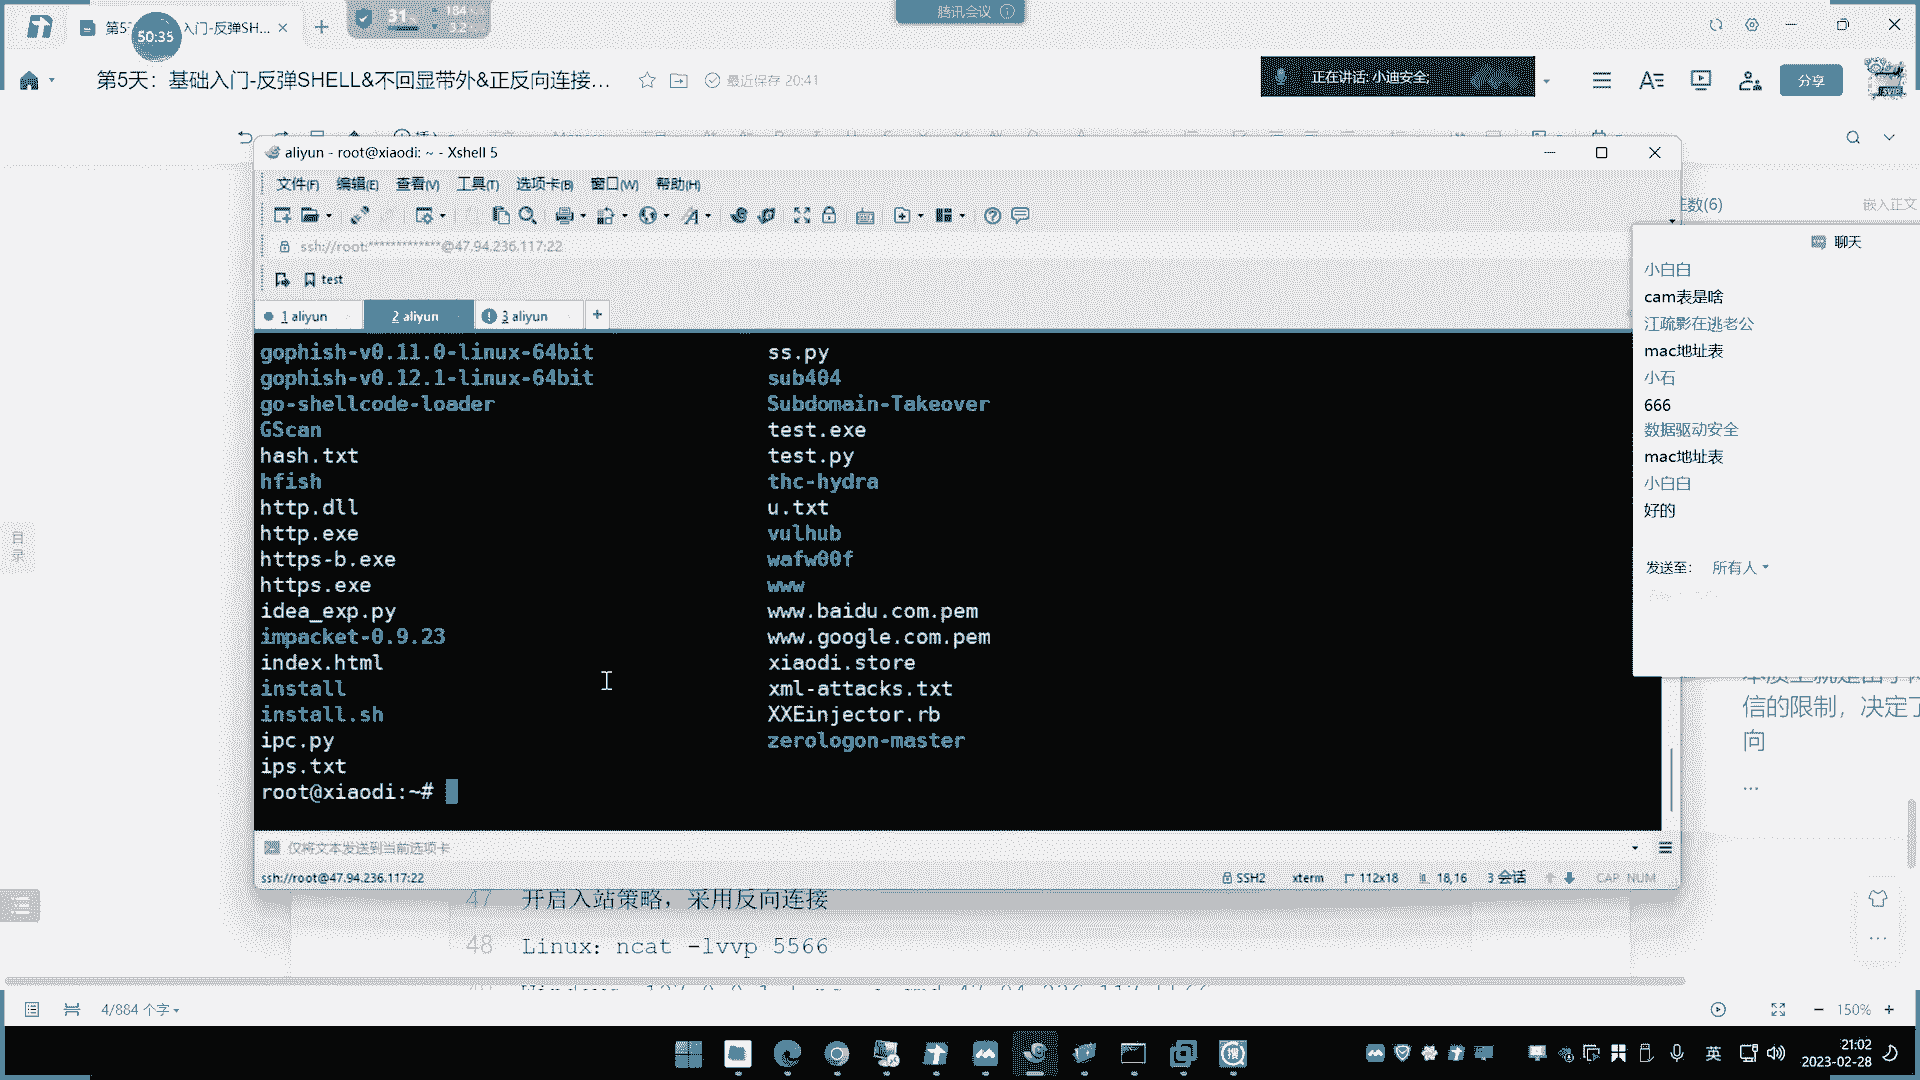 第5 入门-反弹SH...
50:35
31
184
3.2
腾讯会议
第5天：基础入门-反弹SHELL&不回显带外&正反向连接...
最近保存 20:41
正在讲话: 小迪安全;
分享
aliyun - root@xiaodi: ~ - Xshell 5
文件(F) 编辑(E) 查看(V) 工具(T) 选项卡(B) 窗口(W) 帮助(H)
ssh://root:*************@47.94.236.117:22
test
1 aliyun
2 aliyun
3 aliyun
gophish-v0.11.0-linux-64bit ss.py
gophish-v0.12.1-linux-64bit sub404
go-shellcode-loader Subdomain-Takeover
GScan test.exe
hash.txt test.py
hfish thc-hydra
http.dll u.txt
http.exe vulhub
https-b.exe wafw00f
https.exe www
idea_exp.py www.baidu.com.pem
impacket-0.9.23 www.google.com.pem
index.html xiaodi.store
install xml-attacks.txt
install.sh XXEinjector.rb
ipc.py zerologon-master
ips.txt
root@xiaodi:~#
仅将文本发送到当前选项卡
ssh://root@47.94.236.117:22 SSH2 xterm 112x18 18,16 3 会话 CAP NUM
数(6)
嵌入正文
聊天
小白白
cam表是啥
江疏影在逃老公
mac地址表
小石
666
数据驱动安全
mac地址表
小白白
好的
发送至: 所有人
信的限制，决定了
向
...
目录
47 开启入站策略，采用反向连接
48 Linux: ncat -lvvp 5566
4/884 个字
150%
英
21:02
2023-02-28